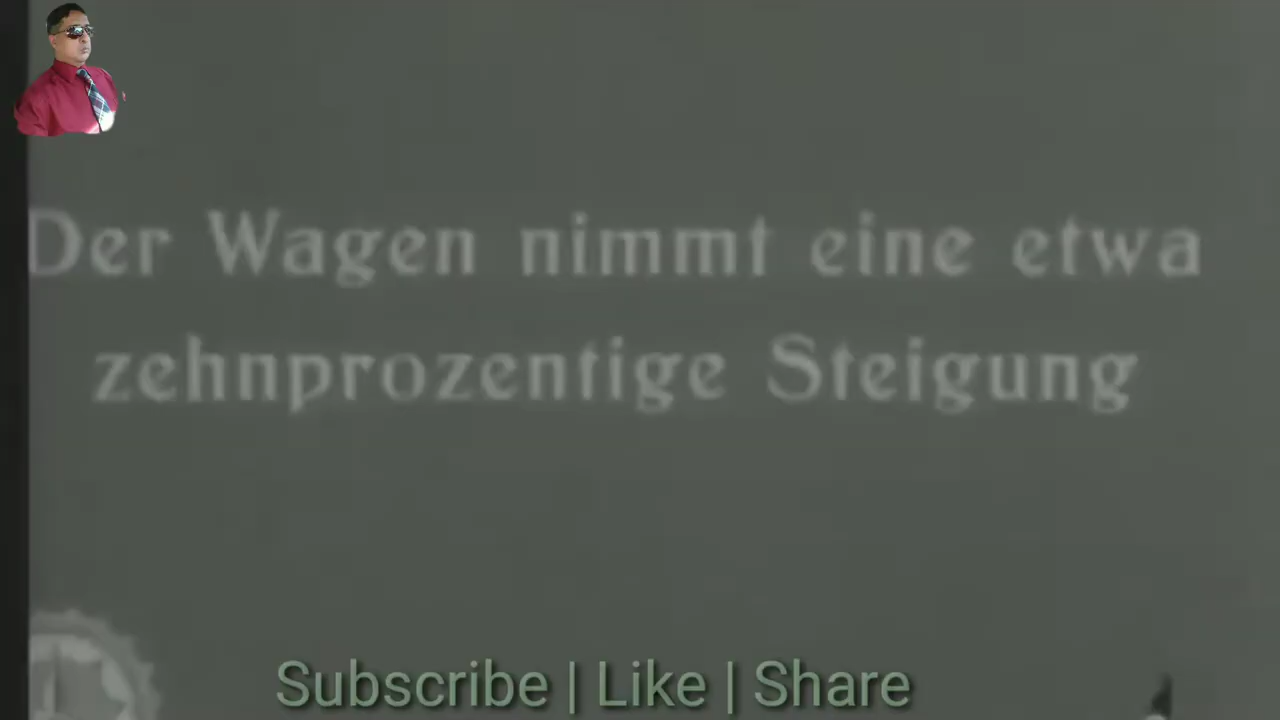 Der Wagen nimmt eine etwa
zehnprozentige Steigung
Subscribe | Like | Share